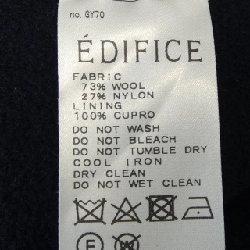 no. GY70
ÉDIFICE
FABRIC
73% WOOL
27% NYLON
LINING
100% CUPRO
DO NOT WASH
DO NOT BLEACH
DO NOT TUMBLE DRY
COOL IRON
DRY CLEAN
DO NOT WET CLEAN
F